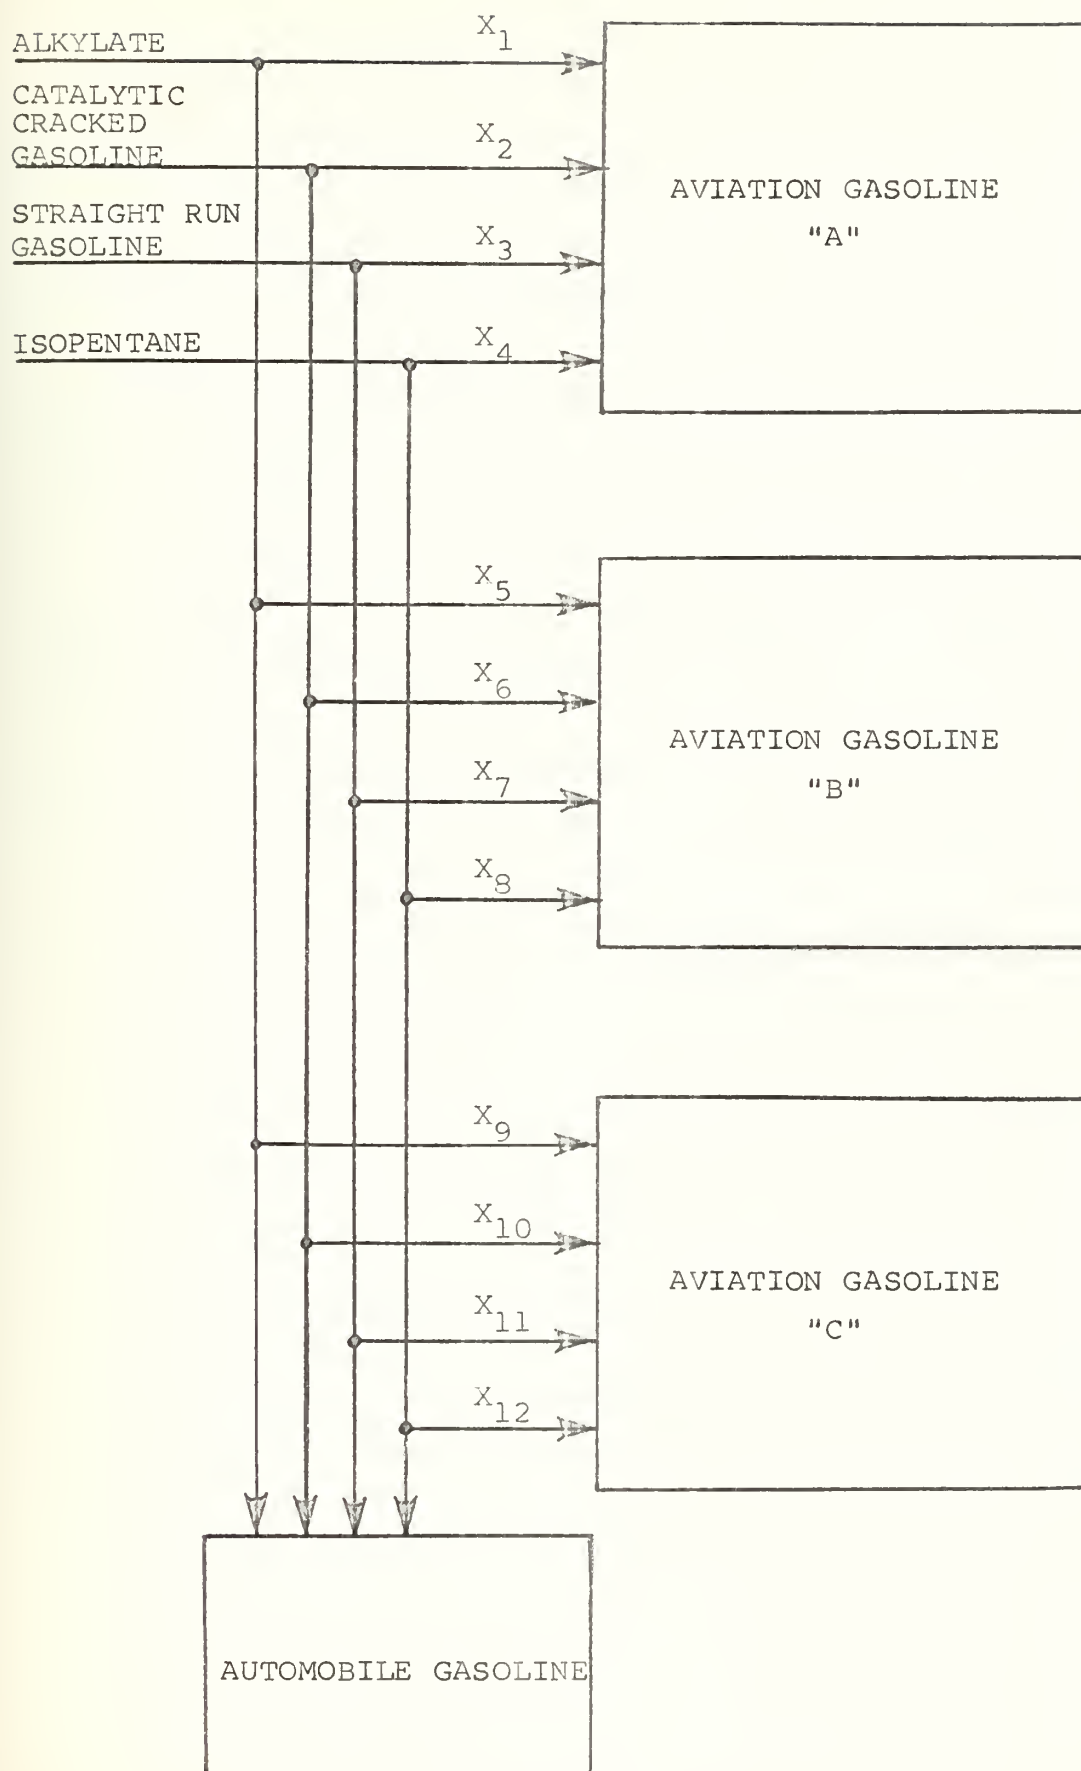 ALKYLATE
X1
CATALYTIC
CRACKED
GASOLINE
X2
AVIATION GASOLINE
"A"
STRAIGHT RUN
GASOLINE
X3
ISOPENTANE
X4
X5
X6
AVIATION GASOLINE
"B"
X7
X8
X9
X10
AVIATION GASOLINE
"C"
X11
X12
AUTOMOBILE GASOLINE